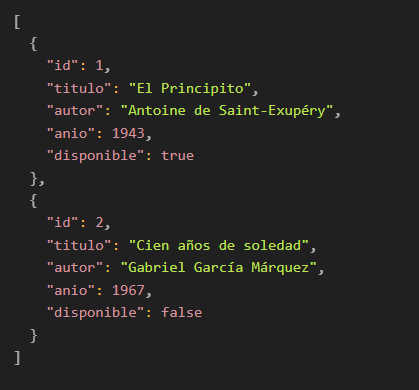 [
  {
    "id": 1,
    "titulo": "El Principito",
    "autor": "Antoine de Saint-Exupéry",
    "anio": 1943,
    "disponible": true
  },
  {
    "id": 2,
    "titulo": "Cien años de soledad",
    "autor": "Gabriel García Márquez",
    "anio": 1967,
    "disponible": false
  }
]